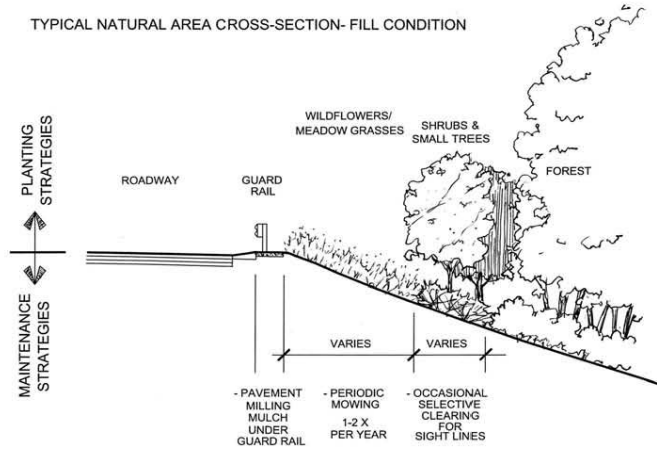 TYPICAL NATURAL AREA CROSS-SECTION- FILL CONDITION
PLANTING
STRATEGIES
MAINTENANCE
STRATEGIES
ROADWAY
GUARD
RAIL
WILDFLOWERS/
MEADOW GRASSES
SHRUBS &
SMALL TREES
FOREST
VARIES
VARIES
- PAVEMENT
MILLING
MULCH
UNDER
GUARD RAIL
- PERIODIC
MOWING
1-2 X
PER YEAR
- OCCASIONAL
SELECTIVE
CLEARING
FOR
SIGHT LINES